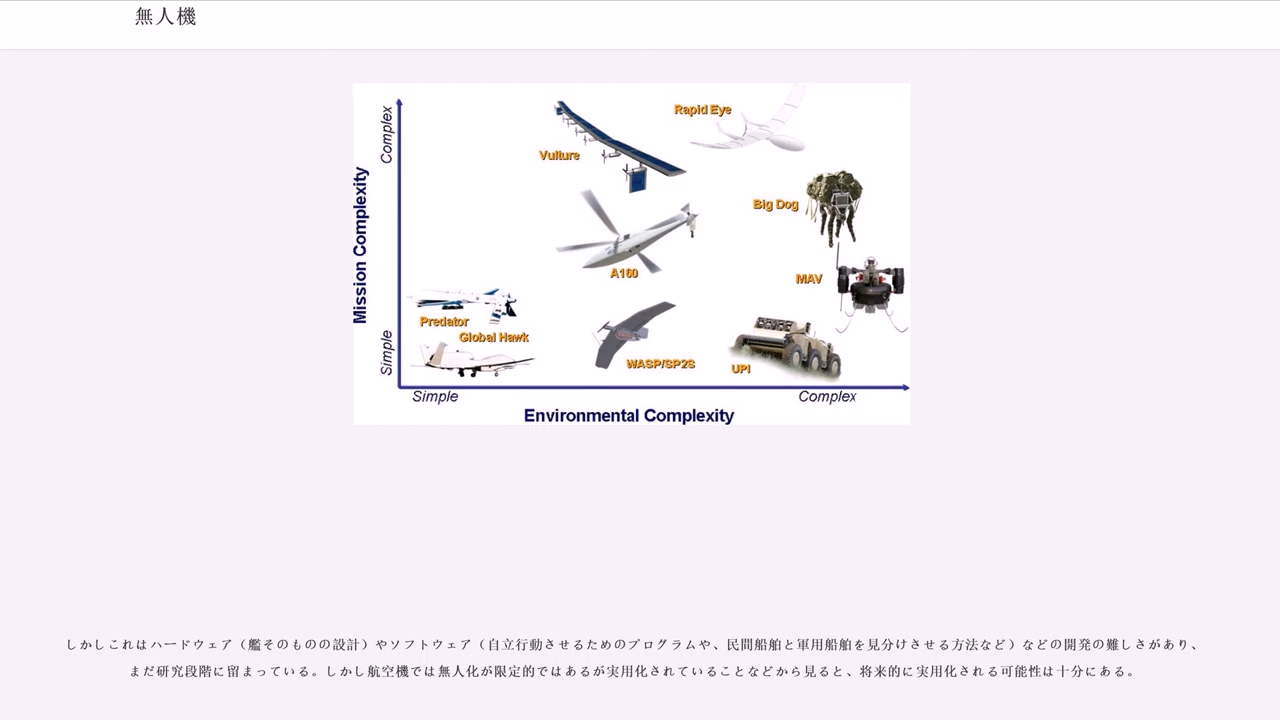 無人機
Complex
Mission Complexity
Simple
Rapid Eye
Vulture
Big Dog
A160
MAV
Predator
Global Hawk
WASP/SP2S
UPI
Simple
Complex
Environmental Complexity
しかしこれはハードウェア（艦そのものの設計）やソフトウェア（自立行動させるためのプログラムや、民間船舶と軍用船舶を見分けさせる方法など）などの開発の難しさがあり、
まだ研究段階に留まっている。しかし航空機では無人化が限定的ではあるが実用化されていることなどから見ると、将来的に実用化される可能性は十分にある。